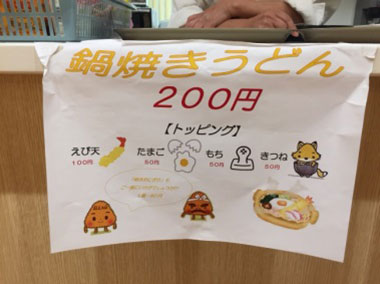 鍋焼きうどん
200円
【トッピング】
えび天 たまご もち きつね
100円 50円 50円 50円